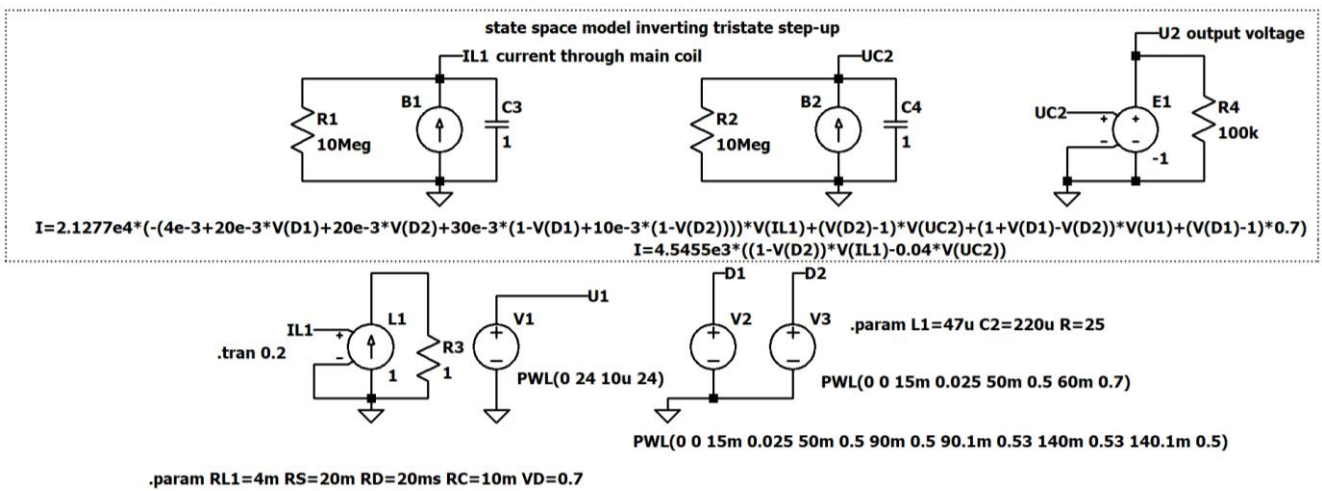 state space model inverting tristate step-up
IL1 current through main coil
UC2
U2 output voltage
R1
10Meg
B1
C3
1
R2
10Meg
B2
C4
1
UC2
E1
-1
R4
100k
I=2.1277e4*(-(4e-3+20e-3*V(D1)+20e-3*V(D2)+30e-3*(1-V(D1)+10e-3*(1-V(D2))))*V(IL1)+(V(D2)-1)*V(UC2)+(1+V(D1)-V(D2))*V(U1)+(V(D1)-1)*0.7)
I=4.5455e3*((1-V(D2))*V(IL1)-0.04*V(UC2))
IL1
.tran 0.2
L1
1
R3
1
U1
V1
PWL(0 24 10u 24)
D1
V2
D2
V3
.param L1=47u C2=220u R=25
PWL(0 0 15m 0.025 50m 0.5 60m 0.7)
PWL(0 0 15m 0.025 50m 0.5 90m 0.5 90.1m 0.53 140m 0.53 140.1m 0.5)
.param RL1=4m RS=20m RD=20ms RC=10m VD=0.7